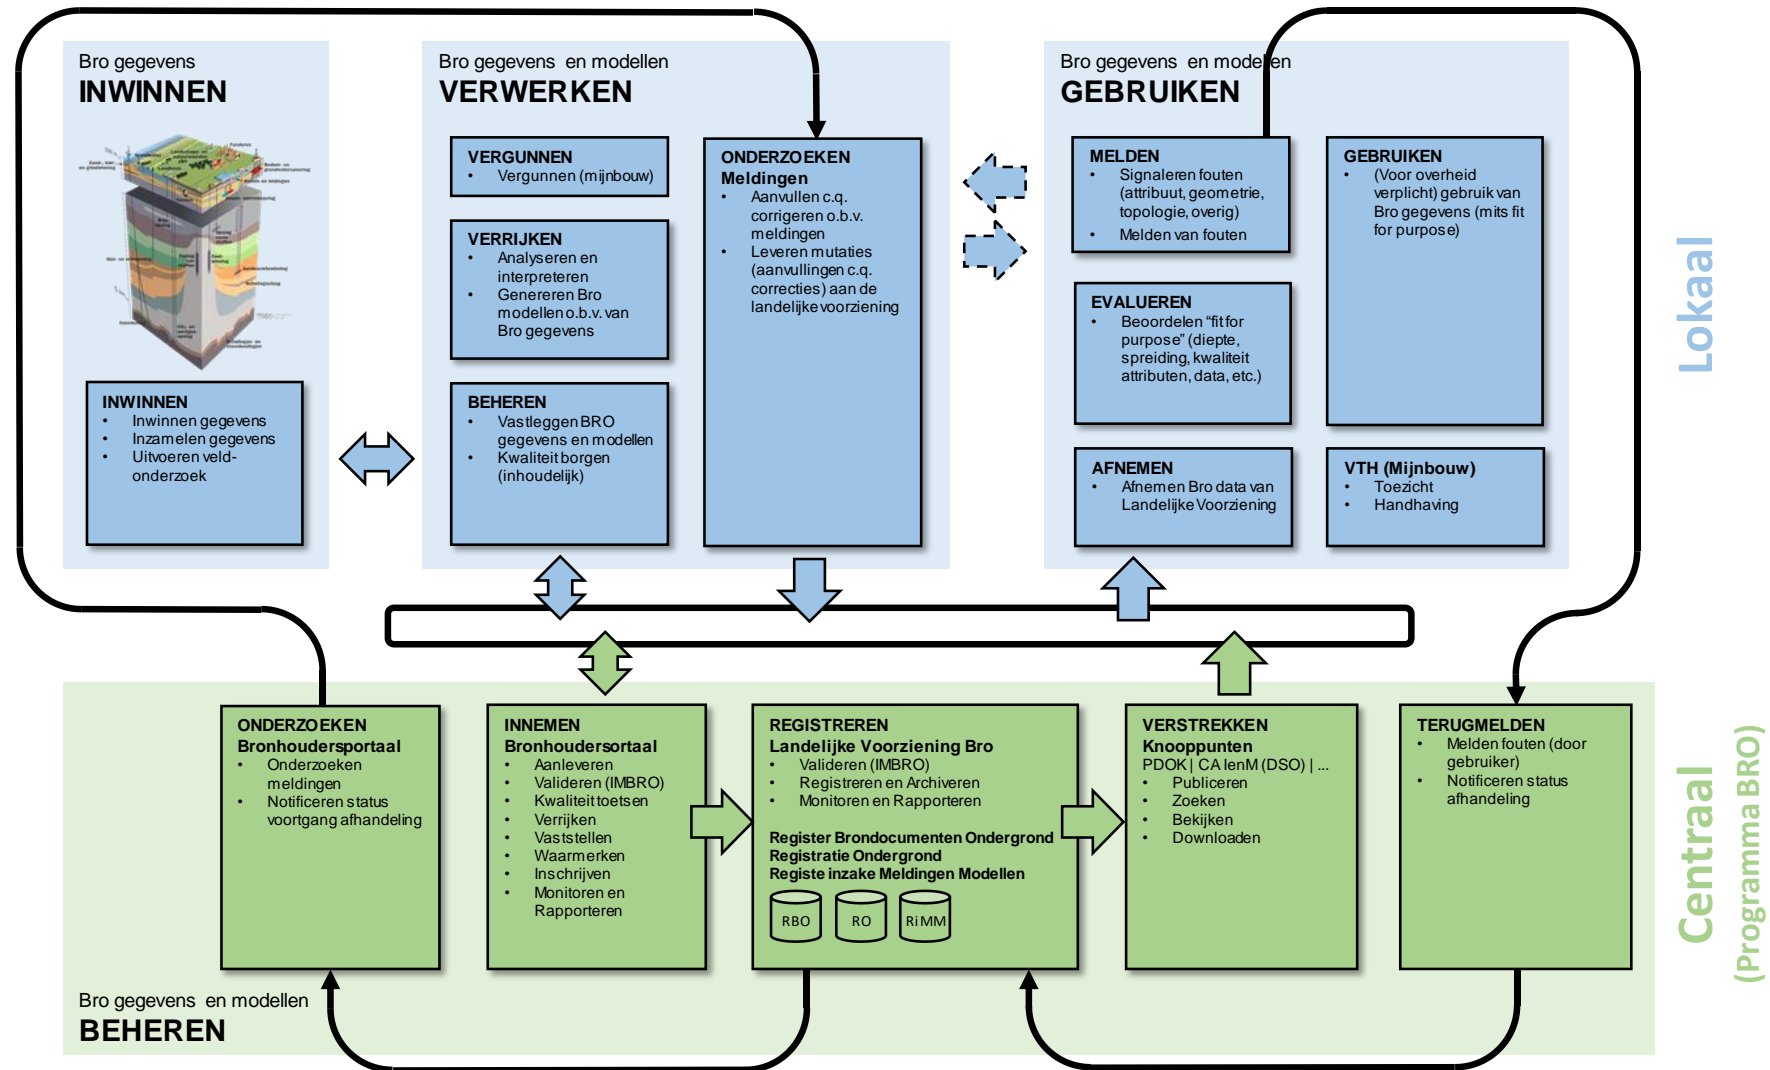 Bro gegevens
INWINNEN
INWINNEN
• Inwinnen gegevens
• Inzamelen gegevens
• Uitvoeren veld-
onderzoek
Bro gegevens en modellen
VERWERKEN
VERGUNNEN
• Vergunnen (mijnbouw)
VERRIJKEN
• Analyseren en
interpreteren
• Genereren Bro
modellen o.b.v. van
Bro gegevens
BEHEREN
• Vastleggen BRO
gegevens en modellen
• Kwaliteit borgen
(inhoudelijk)
ONDERZOEKEN
Meldingen
• Aanvullen c.q.
corrigeren o.b.v.
meldingen
• Leveren mutaties
(aanvullingen c.q.
correcties) aan de
landelijke voorziening
Bro gegevens en modellen
GEBRUIKEN
MELDEN
• Signaleren fouten
(attribuut, geometrie,
topologie, overig)
• Melden van fouten
EVALUEREN
• Beoordelen “fit for
purpose” (diepte,
spreiding, kwaliteit
attributen, data, etc.)
AFNEMEN
• Afnemen Bro data van
Landelijke Voorziening
GEBRUIKEN
• (Voor overheid
verplicht) gebruik van
Bro gegevens (mits fit
for purpose)
VTH (Mijnbouw)
• Toezicht
• Handhaving
Lokaal
ONDERZOEKEN
Bronhoudersportaal
• Onderzoeken
meldingen
• Notificeren status
voortgang afhandeling
INNEMEN
Bronhoudersortaal
• Aanleveren
• Valideren (IMBRO)
• Kwaliteit toetsen
• Verrijken
• Vaststellen
• Waarmerken
• Inschrijven
• Monitoren en
Rapporteren
REGISTREREN
Landelijke Voorziening Bro
• Valideren (IMBRO)
• Registreren en Archiveren
• Monitoren en Rapporteren
Register Brondocumenten Ondergrond
Registratie Ondergrond
Registe inzake Meldingen Modellen
RBO RO RiMM
VERSTREKKEN
Knooppunten
PDOK | CA IenM (DSO) | ...
• Publiceren
• Zoeken
• Bekijken
• Downloaden
TERUGMELDEN
• Melden fouten (door
gebruiker)
• Notificeren status
afhandeling
Bro gegevens en modellen
BEHEREN
Centraal
(Programma BRO)